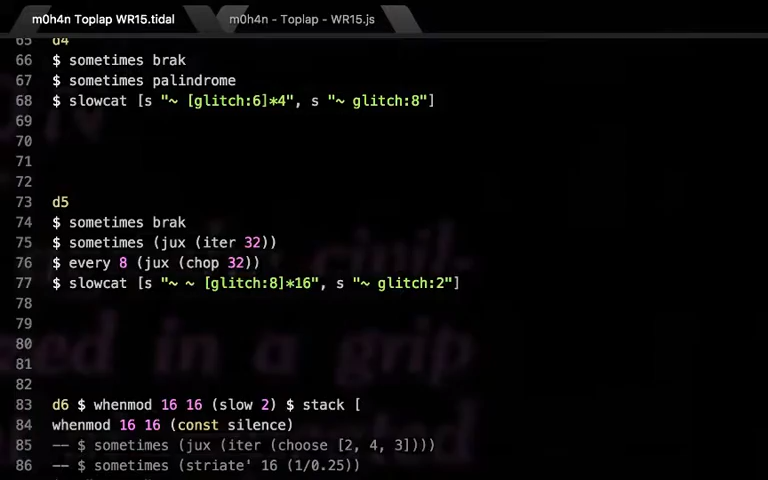 m0h4n Toplap WR15.tidal
m0h4n - Toplap - WR15.js
65 d4
66 $ sometimes brak
67 $ sometimes palindrome
68 $ slowcat [s "~ [glitch:6]*4", s "~ glitch:8"]
69
70
71
72
73 d5
74 $ sometimes brak
75 $ sometimes (jux (iter 32))
76 $ every 8 (jux (chop 32))
77 $ slowcat [s "~ ~ [glitch:8]*16", s "~ glitch:2"]
78
79
80
81
82
83 d6 $ whenmod 16 16 (slow 2) $ stack [
84 whenmod 16 16 (const silence)
85 -- $ sometimes (jux (iter (choose [2, 4, 3])))
86 -- $ sometimes (striate' 16 (1/0.25))
civil-
in a grip